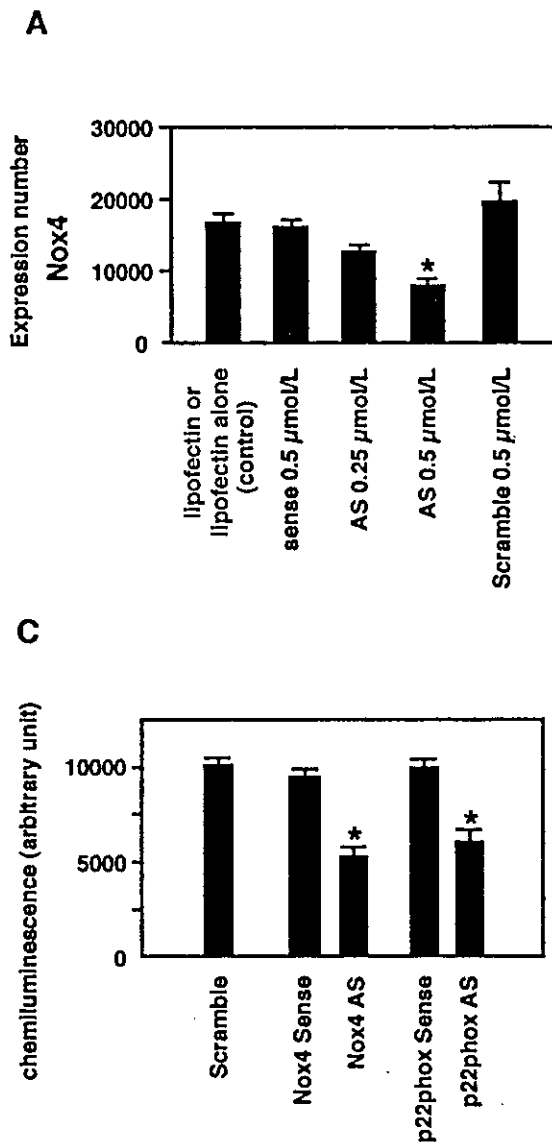 A
Expression number
Nox4
30000
20000
10000
0
*
lipofectin or
lipofectin alone
(control)
sense 0.5 µmol/L
AS 0.25 µmol/L
AS 0.5 µmol/L
Scramble 0.5 µmol/L
C
chemiluminescence (arbitrary unit)
10000
5000
0
*
*
Scramble
Nox4 Sense
Nox4 AS
p22phox Sense
p22phox AS